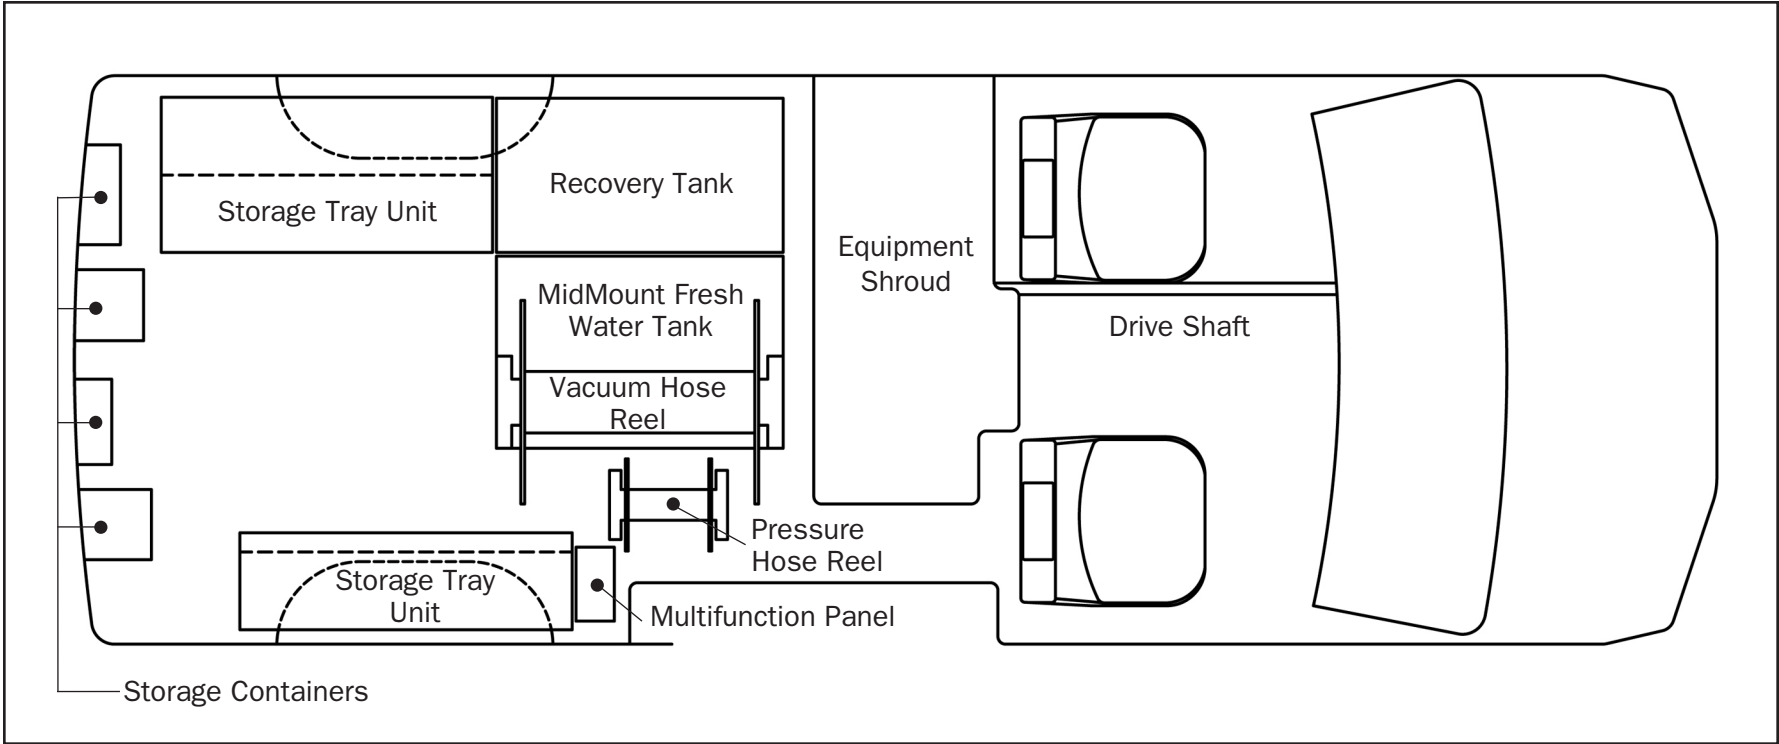 Recovery Tank
Storage Tray Unit
Equipment
Shroud
MidMount Fresh
Water Tank
Drive Shaft
Vacuum Hose
Reel
Pressure
Hose Reel
Storage Tray
Unit
Multifunction Panel
Storage Containers